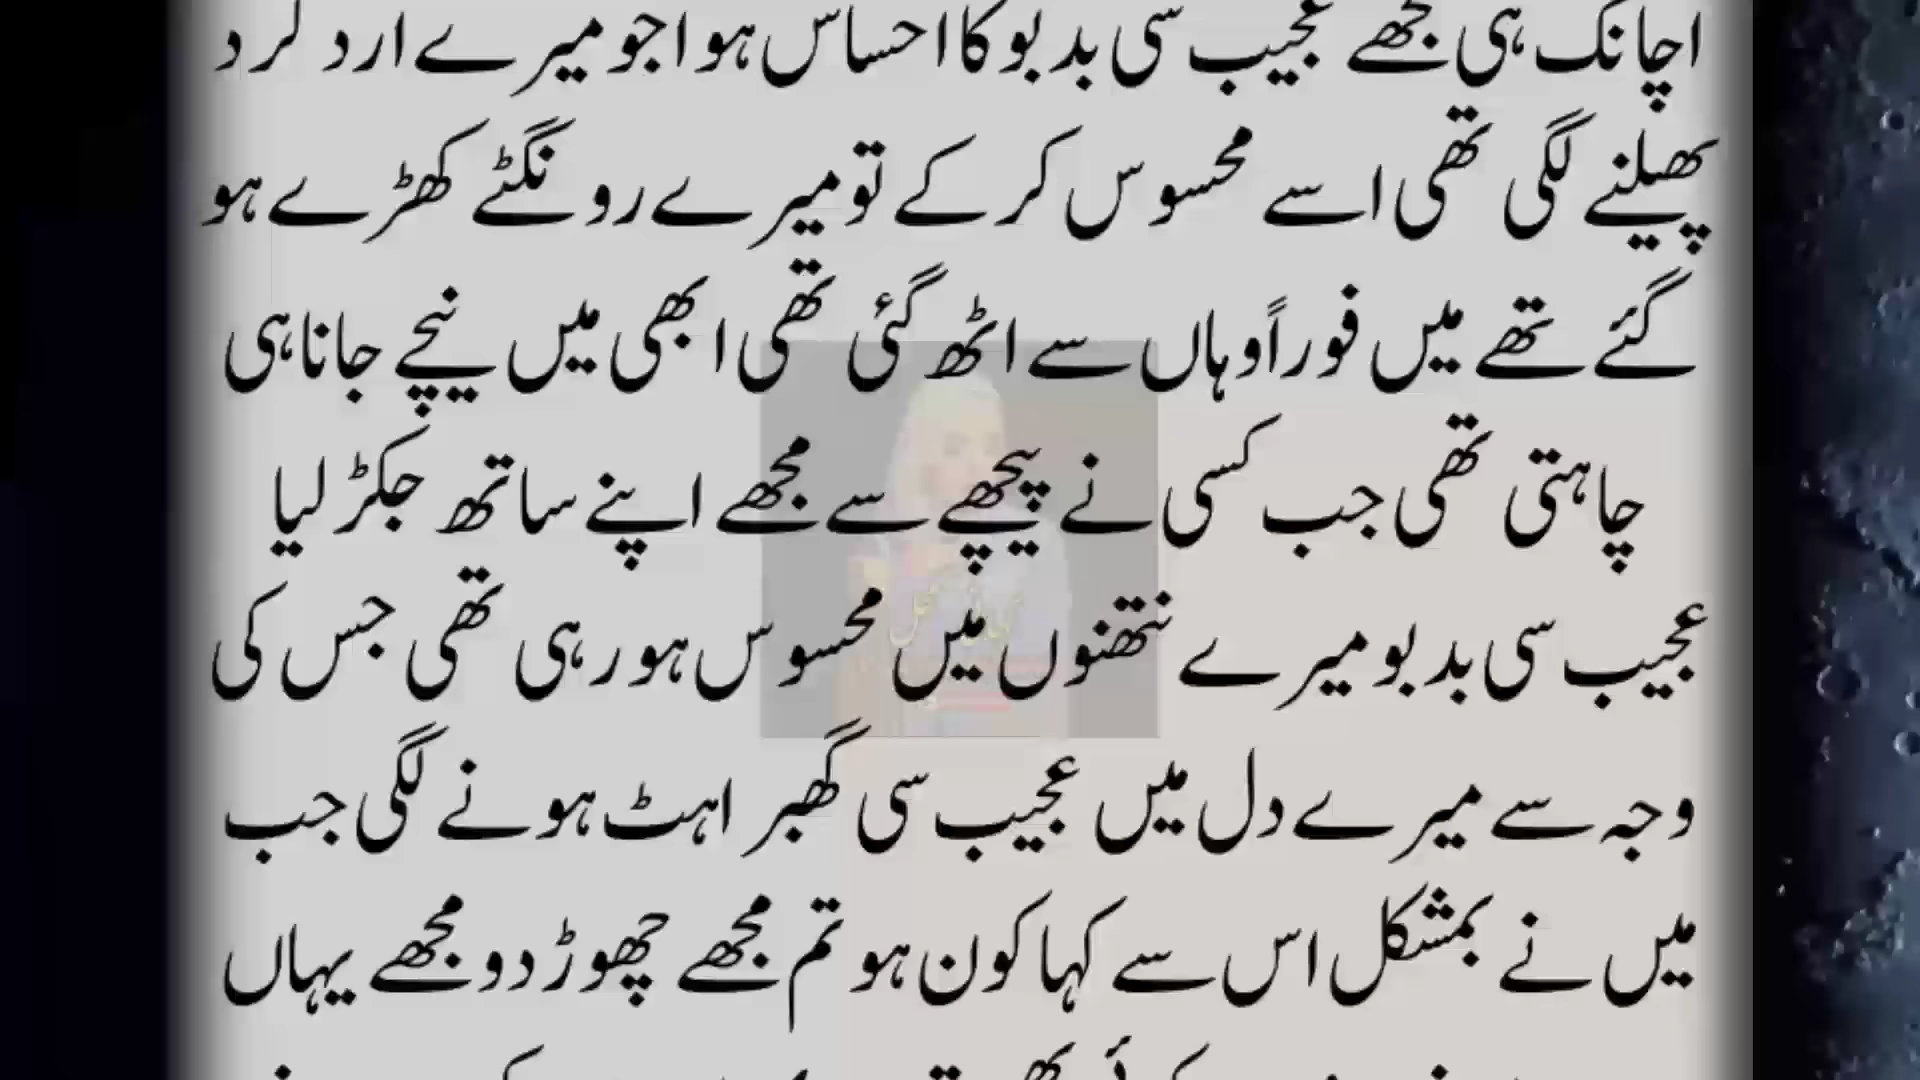 اچانک ہی مجھے عجیب سی بدبو کا احساس ہوا جو میرے ارد گرد
پھیلنے لگی تھی اسے محسوس کر کے تو میرے رونگٹے کھڑے ہو
گئے تھے میں فوراً وہاں سے اٹھ گئی تھی ابھی میں نیچے جانا ہی
چاہتی تھی جب کسی نے پیچھے سے مجھے اپنے ساتھ جکڑ لیا
عجیب سی بدبو میرے نتھنوں میں محسوس ہو رہی تھی جس کی
وجہ سے میرے دل میں عجیب سی گھبراہٹ ہونے لگی جب
میں نے بمشکل اس سے کہا کون ہو تم مجھے چھوڑ دو مجھے یہاں